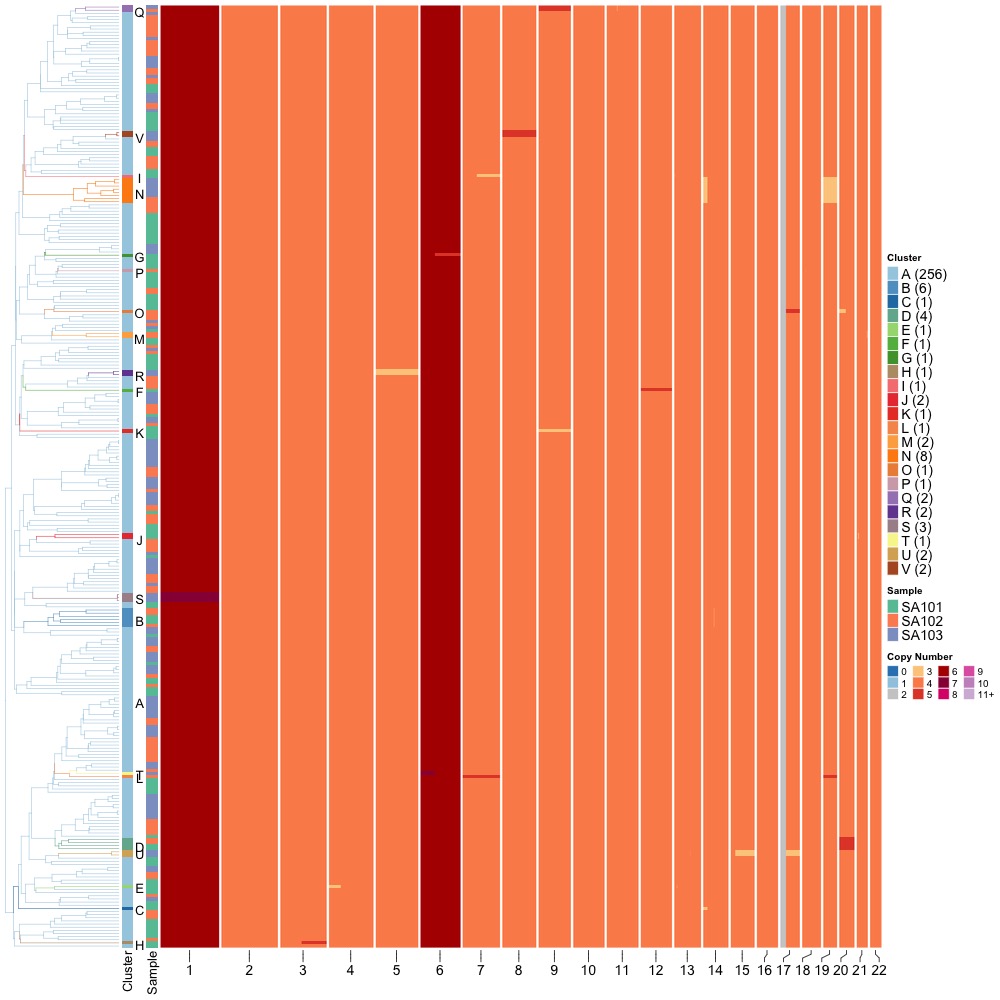 Q
V
I
N
G
P
O
M
R
F
K
J
S
B
A
T
L
D
U
E
C
H
Cluster
Sample
1 2 3 4 5 6 7 8 9 10 11 12 13 14 15 16 17 18 19 20 21 22
Cluster
A (256)
B (6)
C (1)
D (4)
E (1)
F (1)
G (1)
H (1)
I (1)
J (2)
K (1)
L (1)
M (2)
N (8)
O (1)
P (1)
Q (2)
R (2)
S (3)
T (1)
U (2)
V (2)
Sample
SA101
SA102
SA103
Copy Number
0 3 6 9
1 4 7 10
2 5 8 11+